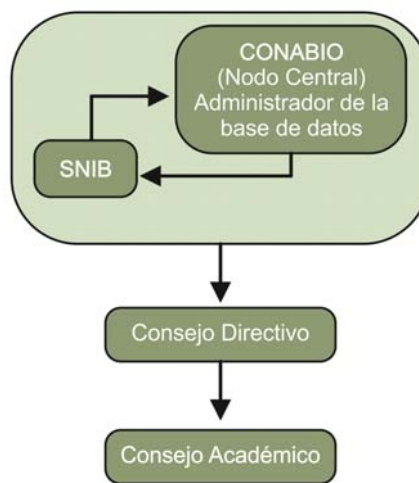 CONABIO
(Nodo Central)
Administrador de la
base de datos
SNIB
Consejo Directivo
Consejo Académico